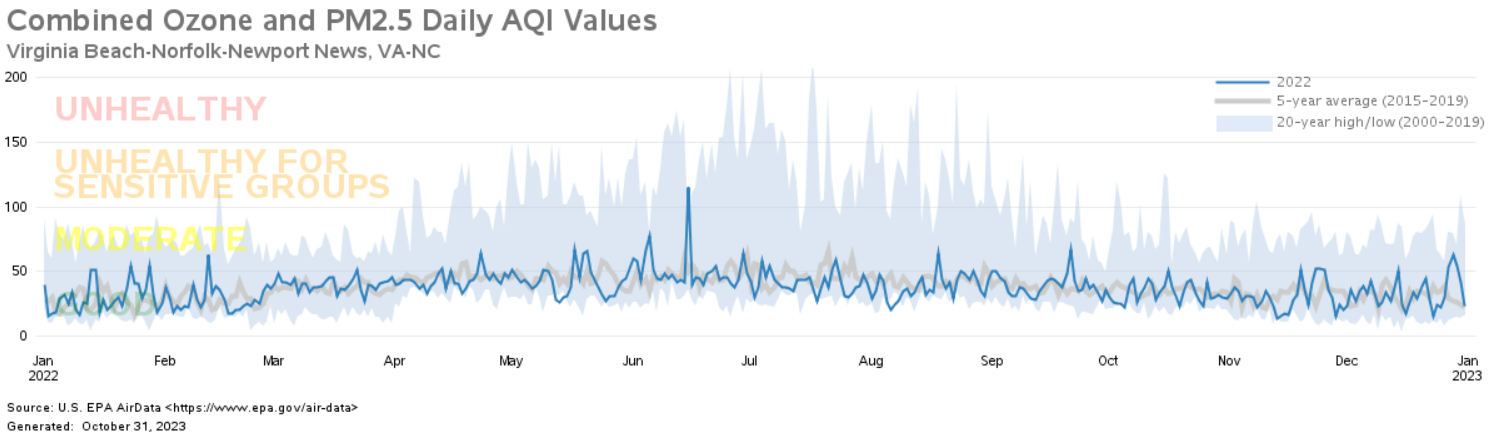 Combined Ozone and PM2.5 Daily AQI Values
Virginia Beach-Norfolk-Newport News, VA-NC
200
150
100
50
0
UNHEALTHY
UNHEALTHY FOR
SENSITIVE GROUPS
MODERATE
GOOD
2022
5-year average (2015-2019)
20-year high/low (2000-2019)
Jan
2022
Feb
Mar
Apr
May
Jun
Jul
Aug
Sep
Oct
Nov
Dec
Jan
2023
Source: U.S. EPA AirData <https://www.epa.gov/air-data>
Generated: October 31, 2023